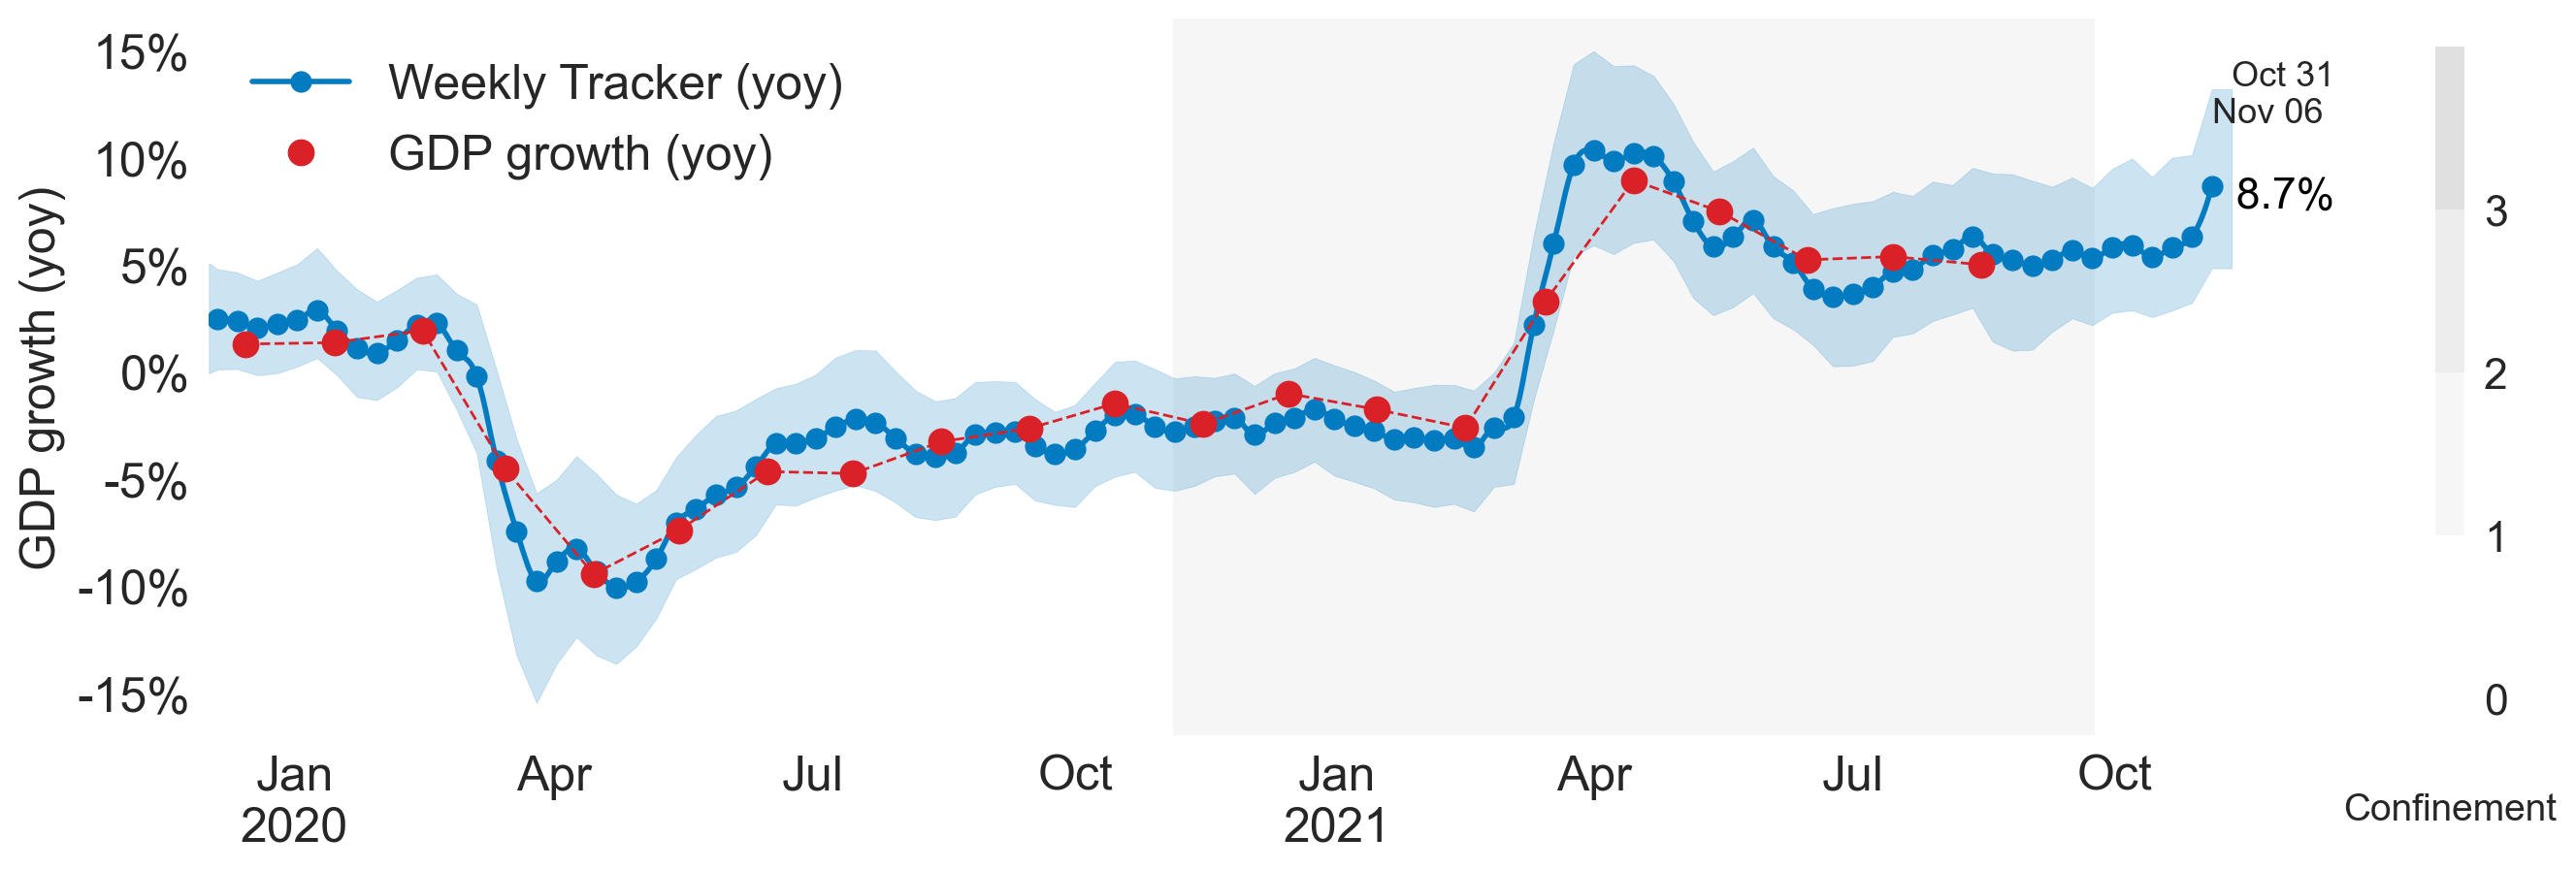 15%
10%
5%
0%
-5%
-10%
-15%
GDP growth (yoy)
Weekly Tracker (yoy)
GDP growth (yoy)
Oct 31
Nov 06
8.7%
3
2
1
0
Confinement
Jan Apr Jul Oct Jan Apr Jul Oct
2020 2021